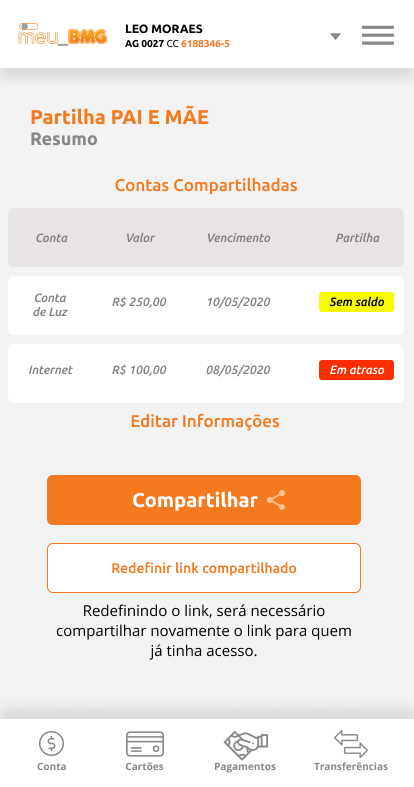 meu_BMG
LEO MORAES
AG 0027 CC 6188346-5
Partilha PAI E MÃE
Resumo
Contas Compartilhadas
Conta Valor Vencimento Partilha
Conta
de Luz
R$ 250,00 10/05/2020 Sem saldo
Internet R$ 100,00 08/05/2020 Em atraso
Editar Informações
Compartilhar
Redefinir link compartilhado
Redefinindo o link, será necessário
compartilhar novamente o link para quem
já tinha acesso.
Conta Cartões Pagamentos Transferências